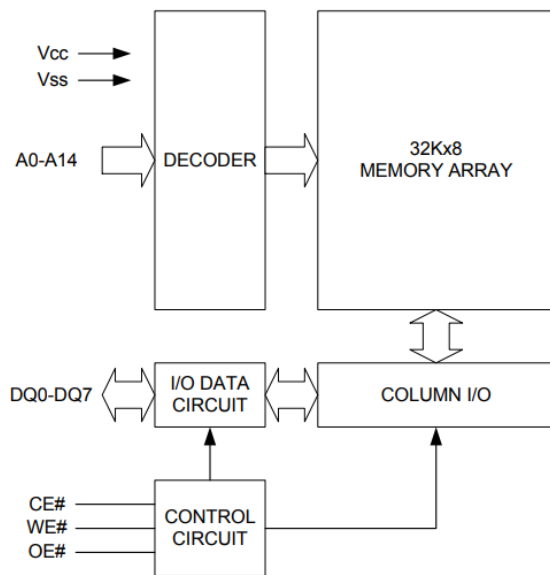 Vcc
Vss
A0-A14
DECODER
32Kx8
MEMORY ARRAY
DQ0-DQ7
I/O DATA
CIRCUIT
COLUMN I/O
CE#
WE#
OE#
CONTROL
CIRCUIT